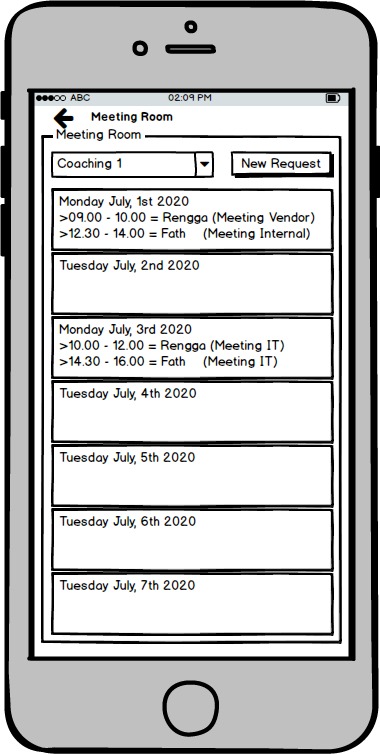 ABC 02:09 PM
Meeting Room
Meeting Room
Coaching 1 New Request
Monday July, 1st 2020
>09.00 - 10.00 = Rengga (Meeting Vendor)
>12.30 - 14.00 = Fath (Meeting Internal)
Tuesday July, 2nd 2020
Monday July, 3rd 2020
>10.00 - 12.00 = Rengga (Meeting IT)
>14.30 - 16.00 = Fath (Meeting IT)
Tuesday July, 4th 2020
Tuesday July, 5th 2020
Tuesday July, 6th 2020
Tuesday July, 7th 2020